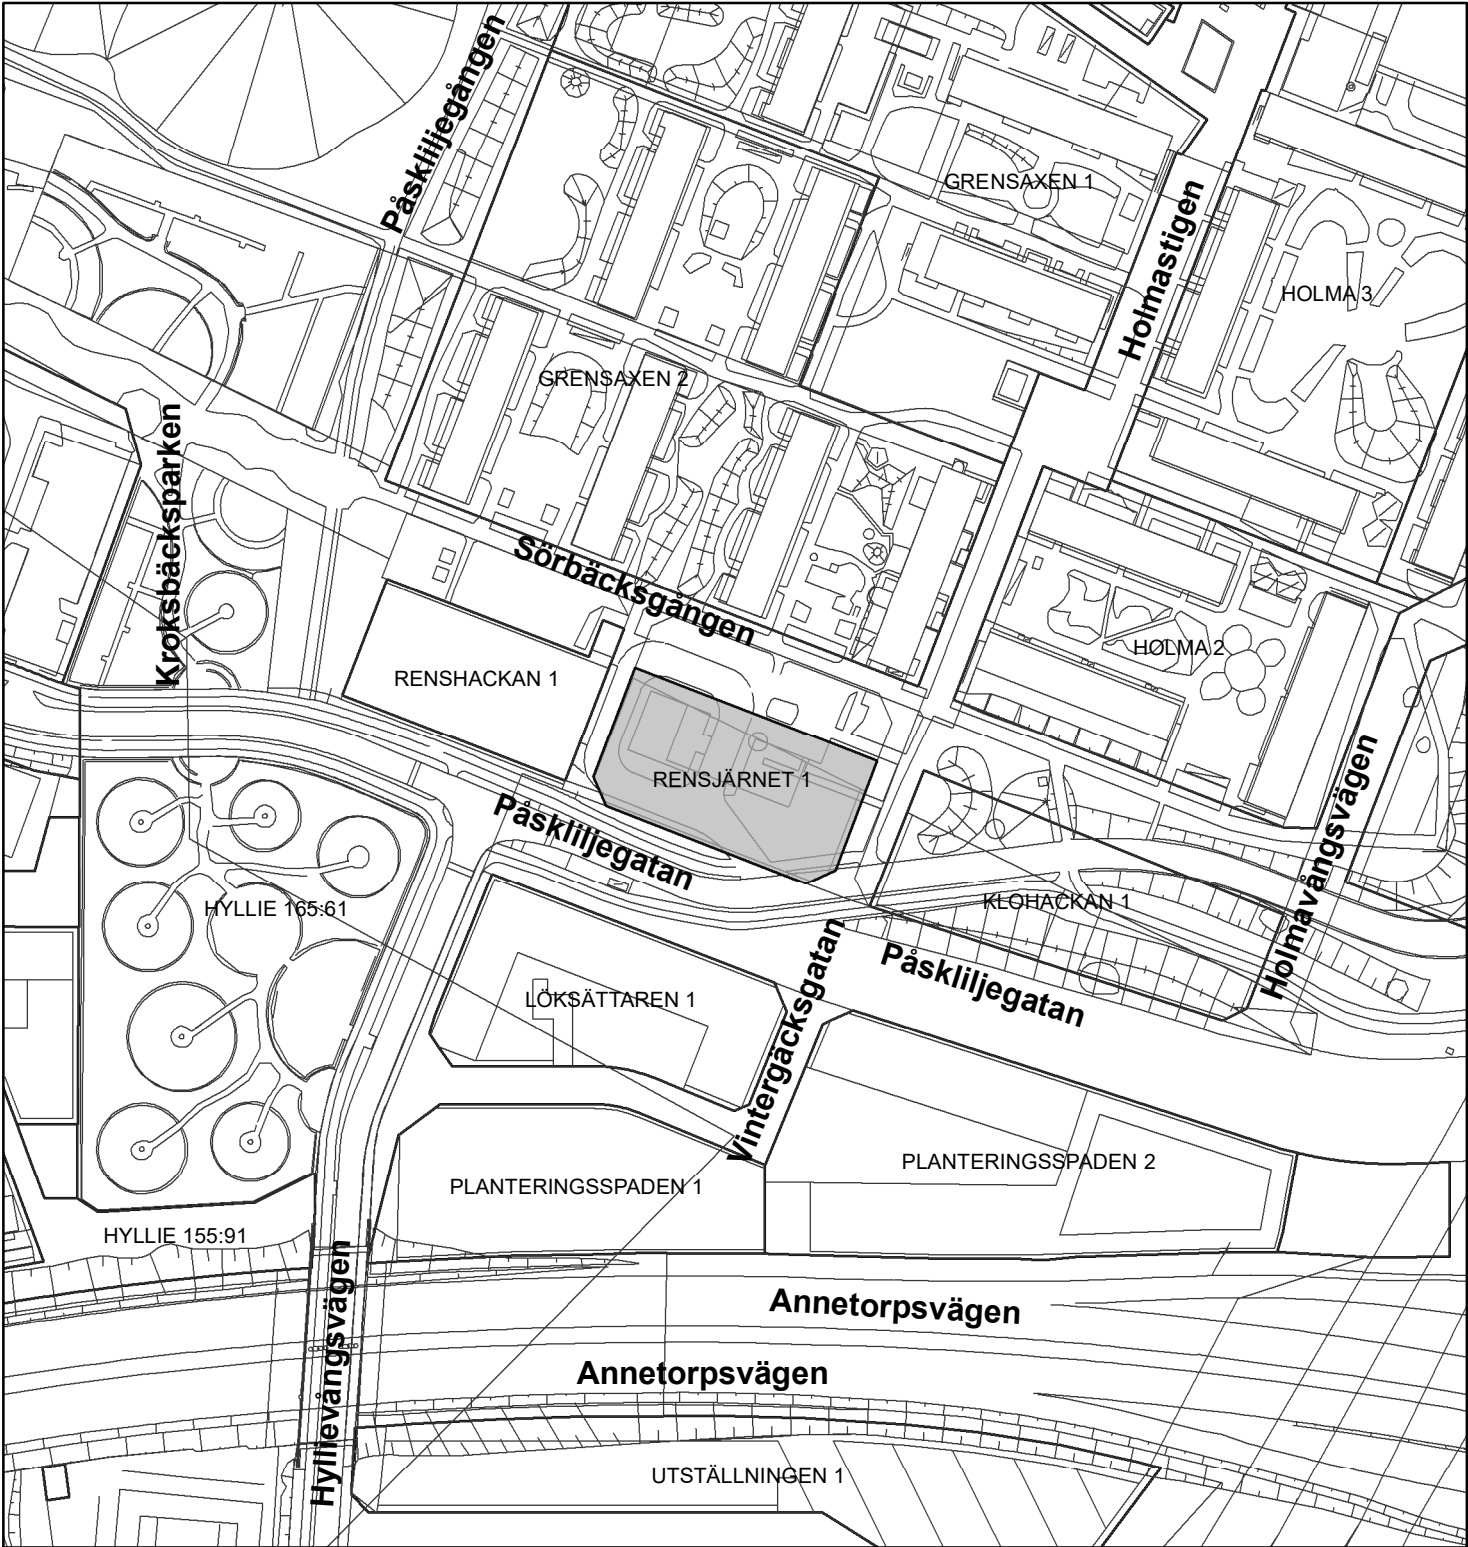 Påskliljegången
GRENSAXEN 1
Holmastigen
HOLMA 3
GRENSAXEN 2
Kroksbäcksparken
Sörbäcksgången
HOLMA 2
RENSHACKAN 1
RENSJÄRNET 1
Påskliljegatan
Holmavångsvägen
HYLLIE 165:61
KLOHACKAN 1
Påskliljegatan
LÖKSÄTTAREN 1
Vintergäcksgatan
PLANTERINGSSPADEN 2
PLANTERINGSSPADEN 1
HYLLIE 155:91
Hyllievångsvägen
Annetorpsvägen
Annetorpsvägen
UTSTÄLLNINGEN 1